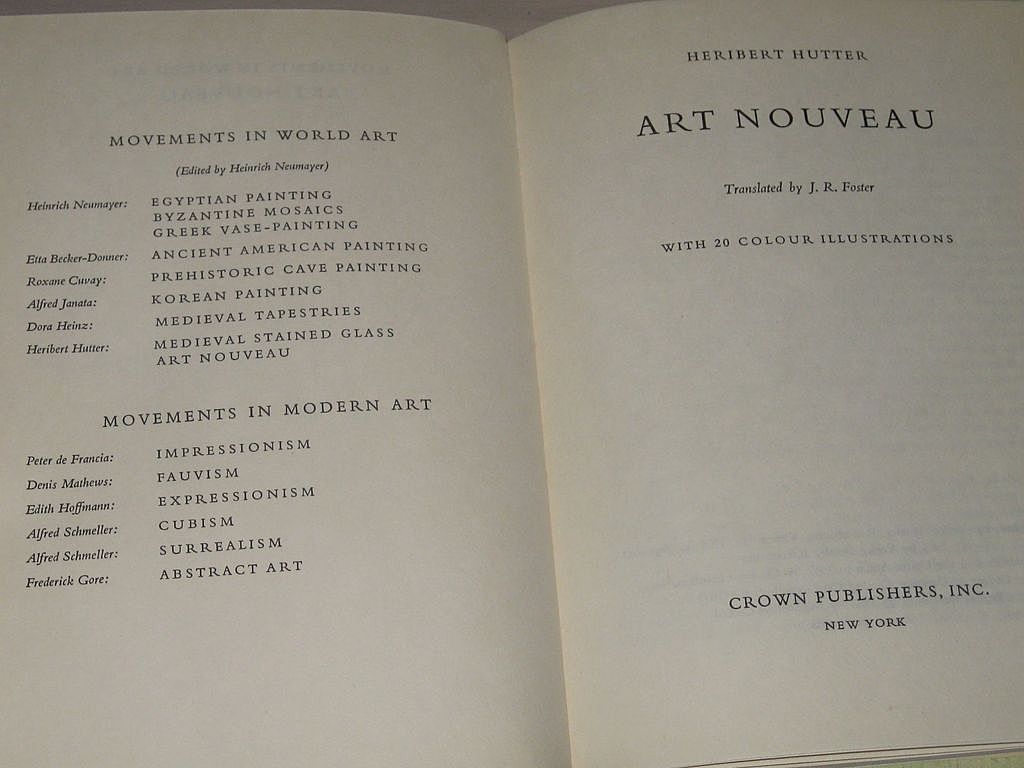 MOVEMENTS IN WORLD ART
(Edited by Heinrich Neumayer)
Heinrich Neumayer: EGYPTIAN PAINTING
BYZANTINE MOSAICS
GREEK VASE-PAINTING
Etta Becker-Donner: ANCIENT AMERICAN PAINTING
Roxane Cuvay: PREHISTORIC CAVE PAINTING
Alfred Janata: KOREAN PAINTING
Dora Heinz: MEDIEVAL TAPESTRIES
Heribert Hutter: MEDIEVAL STAINED GLASS
ART NOUVEAU
MOVEMENTS IN MODERN ART
Peter de Francia: IMPRESSIONISM
Denis Mathews: FAUVISM
Edith Hoffmann: EXPRESSIONISM
Alfred Schmeller: CUBISM
Alfred Schmeller: SURREALISM
Frederick Gore: ABSTRACT ART
HERIBERT HUTTER
ART NOUVEAU
Translated by J. R. Foster
WITH 20 COLOUR ILLUSTRATIONS
CROWN PUBLISHERS, INC.
NEW YORK